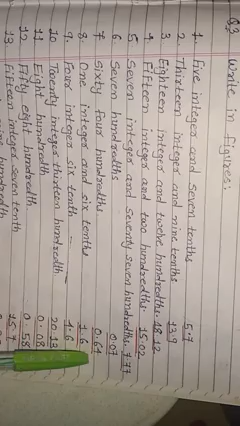 Q3 Write in figures:
1. Five integer and seven tenths 5.7
2. Thirteen integer and nine tenths 13.9
3. Eighteen integer and twelve hundredths. 18.12
4. Fifteen integer and two hundredths. 15.02
5. Seven integer and seventy seven hundredths. 7.77
6. Seven hundredths 0.07
7. Sixty four hundredths 0.64
8. One integer and six tenths 1.6
9. Four integer six tenth 4.6
10. Twenty integer thirteen hundredth 20.13
11. Eight hundredth 0.08
12. Fifty eight hundredths 0.58
13. Fifteen integer seven tenth 15.7
hundredth